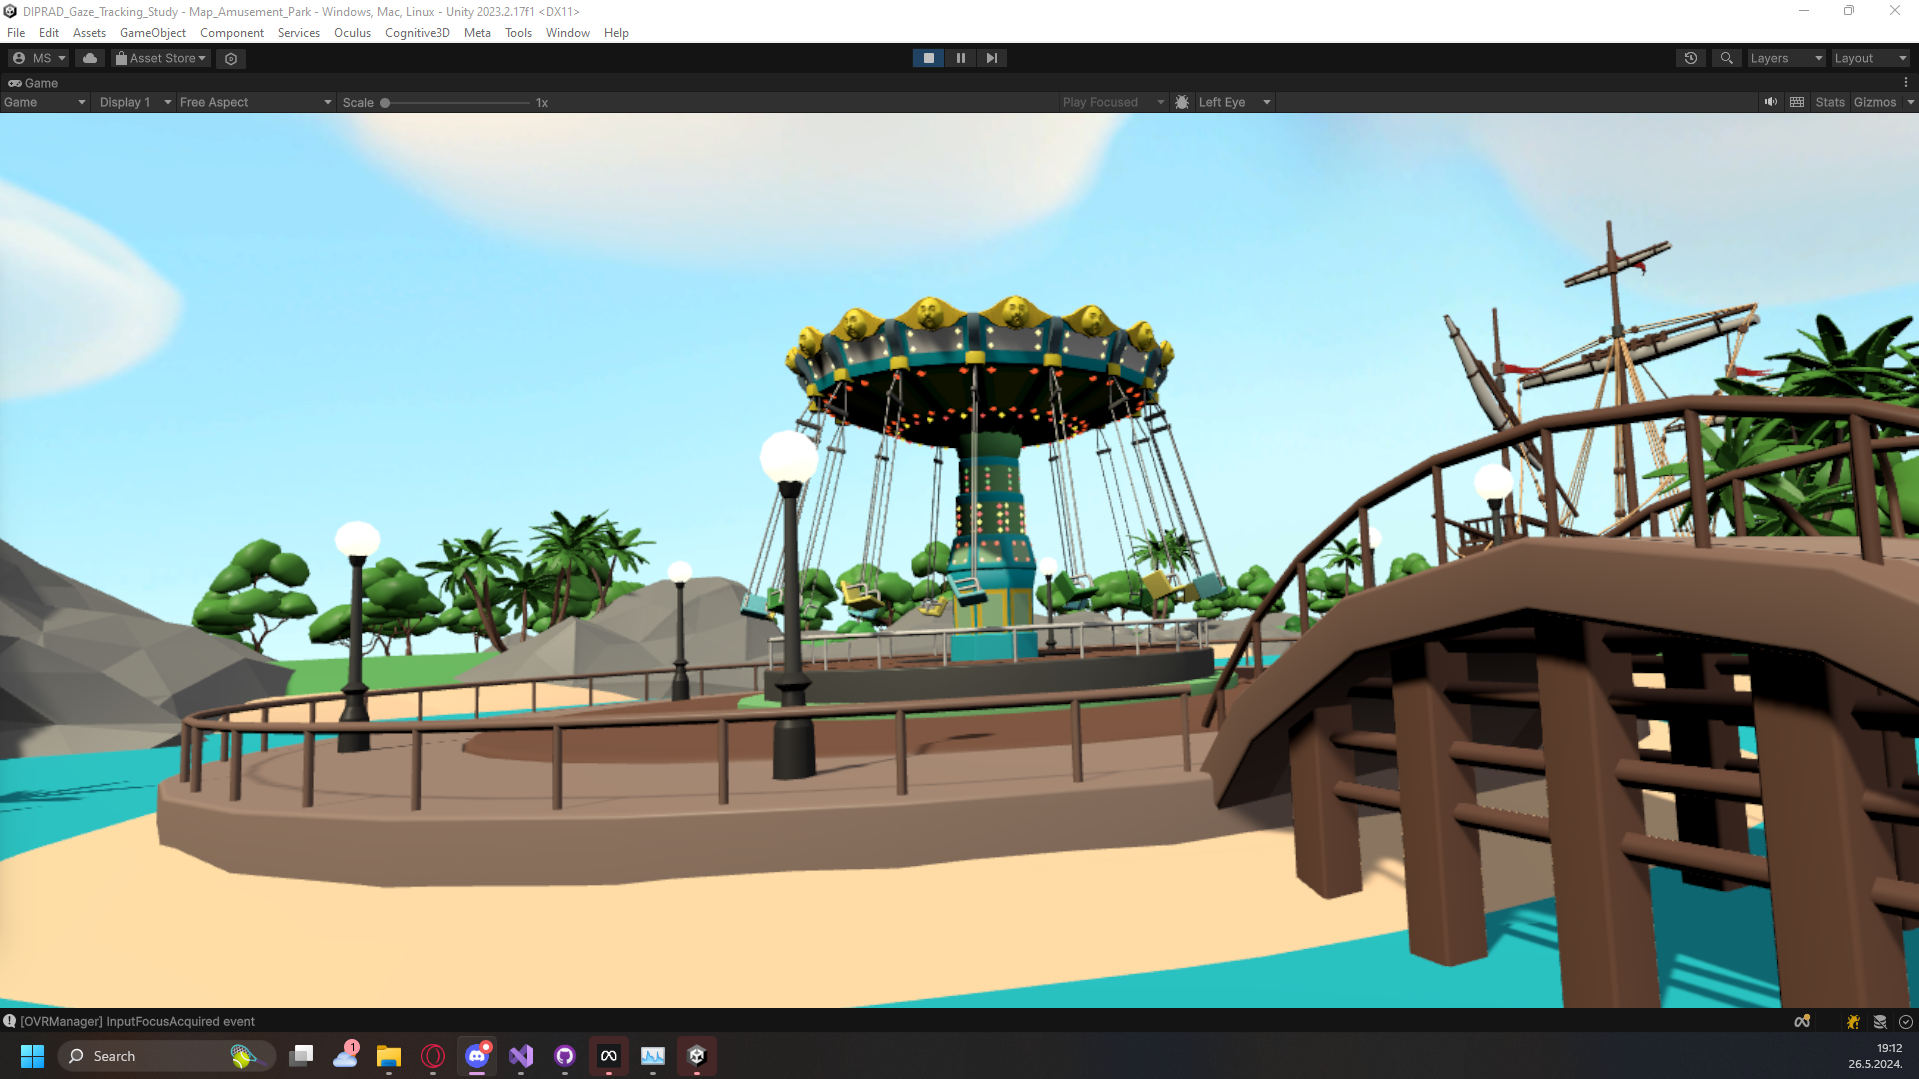 DIPRAD_Gaze_Tracking_Study - Map_Amusement_Park - Windows, Mac, Linux - Unity 2023.2.17f1 <DX11>
File Edit Assets GameObject Component Services Oculus Cognitive3D Meta Tools Window Help
MS Asset Store Layers Layout
Game
Game Display 1 Free Aspect Scale 1x Play Focused Left Eye Stats Gizmos
[OVRManager] InputFocusAcquired event
Search 1 19:12
26.5.2024.